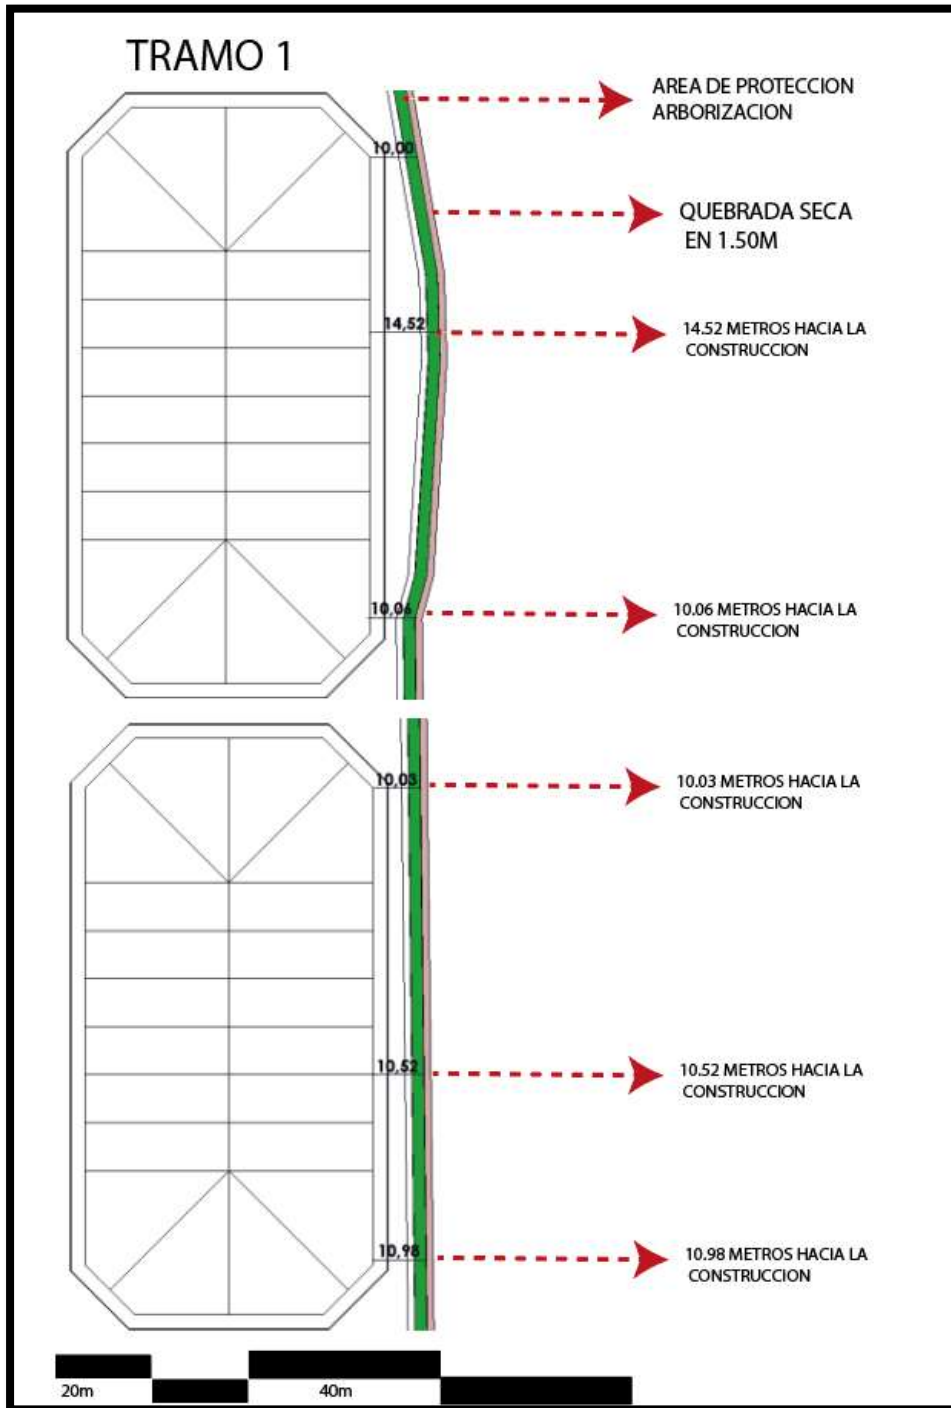 TRAMO 1
AREA DE PROTECCION
ARBORIZACION
10,00
QUEBRADA SECA
EN 1.50M
14,52
14.52 METROS HACIA LA
CONSTRUCCION
10,06
10.06 METROS HACIA LA
CONSTRUCCION
10,03
10.03 METROS HACIA LA
CONSTRUCCION
10,52
10.52 METROS HACIA LA
CONSTRUCCION
10,98
10.98 METROS HACIA LA
CONSTRUCCION
20m
40m